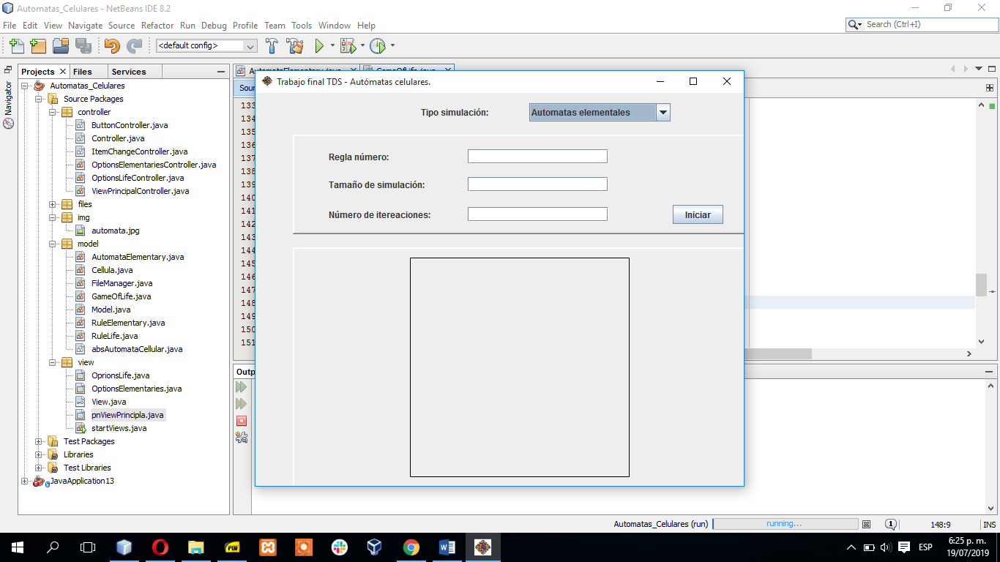 Automatas_Celulares - NetBeans IDE 8.2
File Edit View Navigate Source Refactor Run Debug Profile Team Tools Window Help
Search (Ctrl+I)
<default config>
Projects Files Services
Navigator
Automatas_Celulares
Source Packages
controller
ButtonController.java
Controller.java
ItemChangeController.java
OptionsElementariesController.java
OptionsLifeController.java
ViewPrincipalController.java
files
img
automata.jpg
model
AutomataElementary.java
Cellula.java
FileManager.java
GameOfLife.java
Model.java
RuleElementary.java
RuleLife.java
absAutomataCellular.java
view
OprionsLife.java
OptionsElementaries.java
View.java
pnViewPrincipla.java
startViews.java
Test Packages
Libraries
Test Libraries
JavaApplication13
AutomataElementary.java GameOfLife.java
Sour
133
134
135
136
137
138
139
140
141
142
143
144
145
146
147
148
149
150
151
Outp
Trabajo final TDS - Autómatas celulares.
Tipo simulación: Automatas elementales
Regla número:
Tamaño de simulación:
Número de itereaciones:
Iniciar
Automatas_Celulares (run) running... 1 148:9 INS
PDF W ESP
6:25 p. m.
19/07/2019